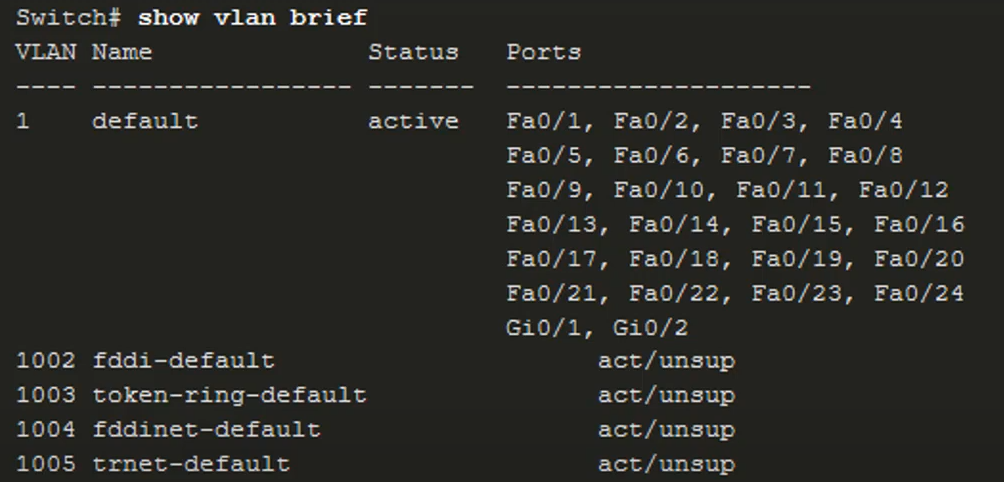 Switch# show vlan brief
VLAN Name Status Ports
---- ----------------- ------- --------------------
1 default active Fa0/1, Fa0/2, Fa0/3, Fa0/4
Fa0/5, Fa0/6, Fa0/7, Fa0/8
Fa0/9, Fa0/10, Fa0/11, Fa0/12
Fa0/13, Fa0/14, Fa0/15, Fa0/16
Fa0/17, Fa0/18, Fa0/19, Fa0/20
Fa0/21, Fa0/22, Fa0/23, Fa0/24
Gi0/1, Gi0/2
1002 fddi-default act/unsup
1003 token-ring-default act/unsup
1004 fddinet-default act/unsup
1005 trnet-default act/unsup